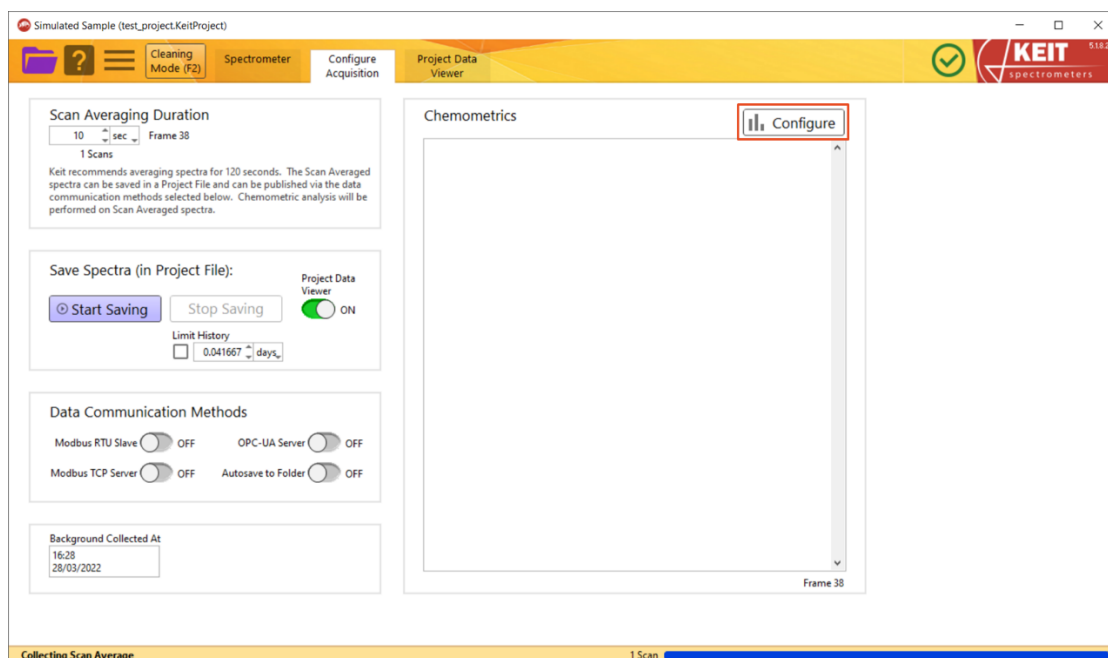 Simulated Sample (test_project.KeitProject)
?
Cleaning
Mode (F2)
Spectrometer
Configure
Acquisition
Project Data
Viewer
KEIT
spectrometers
5.18.2
Scan Averaging Duration
10 sec Frame 38
1 Scans
Keit recommends averaging spectra for 120 seconds. The Scan Averaged
spectra can be saved in a Project File and can be published via the data
communication methods selected below. Chemometric analysis will be
performed on Scan Averaged spectra.
Save Spectra (in Project File):
Project Data
Viewer
Start Saving
Stop Saving
ON
Limit History
0.041667 days
Data Communication Methods
Modbus RTU Slave OFF OPC-UA Server OFF
Modbus TCP Server OFF Autosave to Folder OFF
Background Collected At
16:28
28/03/2022
Chemometrics
Configure
Frame 38
Collecting Scan Average
1 Scan